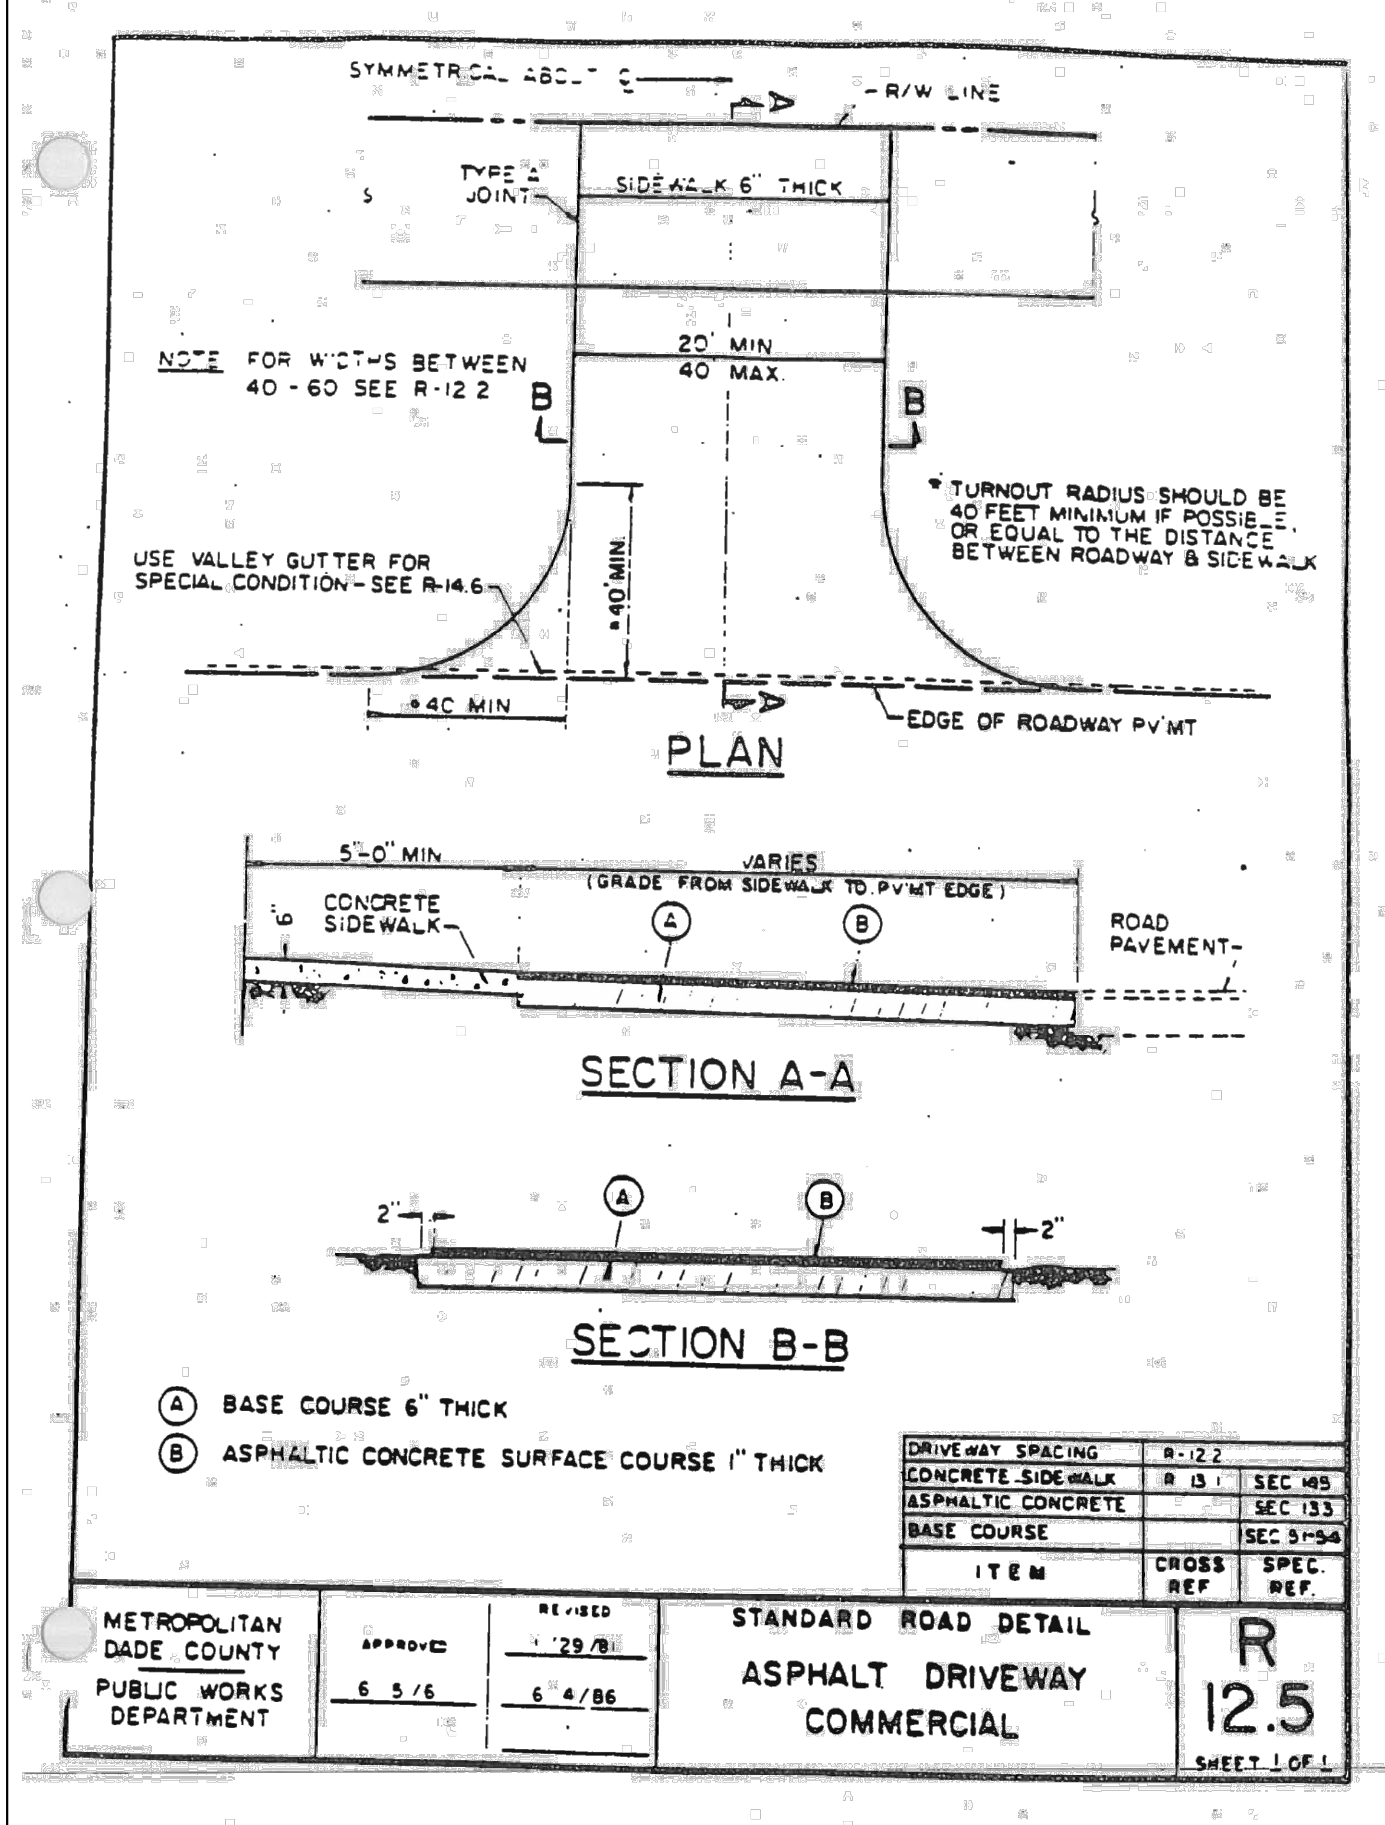 SYMMETRICAL ABOUT ℄
A
R/W LINE
TYPE A
JOINT
SIDEWALK 6" THICK
S
20' MIN
40' MAX.
NOTE FOR WIDTHS BETWEEN
40 - 60 SEE R-12 2
B
B
* TURNOUT RADIUS SHOULD BE
40 FEET MINIMUM IF POSSIBLE,
OR EQUAL TO THE DISTANCE
BETWEEN ROADWAY & SIDEWALK
USE VALLEY GUTTER FOR
SPECIAL CONDITION - SEE R-14.6
* 40' MIN.
* 40 MIN
A
EDGE OF ROADWAY PV'MT
PLAN
5'-0" MIN
VARIES
(GRADE FROM SIDEWALK TO PV'MT EDGE)
6"
CONCRETE
SIDEWALK
A
B
ROAD
PAVEMENT
SECTION A-A
2"
A
B
2"
SECTION B-B
A BASE COURSE 6" THICK
B ASPHALTIC CONCRETE SURFACE COURSE 1" THICK
DRIVEWAY SPACING R-12 2
CONCRETE SIDEWALK R 13 1 SEC
ASPHALTIC CONCRETE SEC 133
BASE COURSE SEC
ITEM CROSS REF SPEC. REF.
METROPOLITAN
DADE COUNTY
PUBLIC WORKS
DEPARTMENT
APPROVED
6 5/6
REVISED
1/29/81
6 4/86
STANDARD ROAD DETAIL
ASPHALT DRIVEWAY
COMMERCIAL
R
12.5
SHEET 1 OF 1